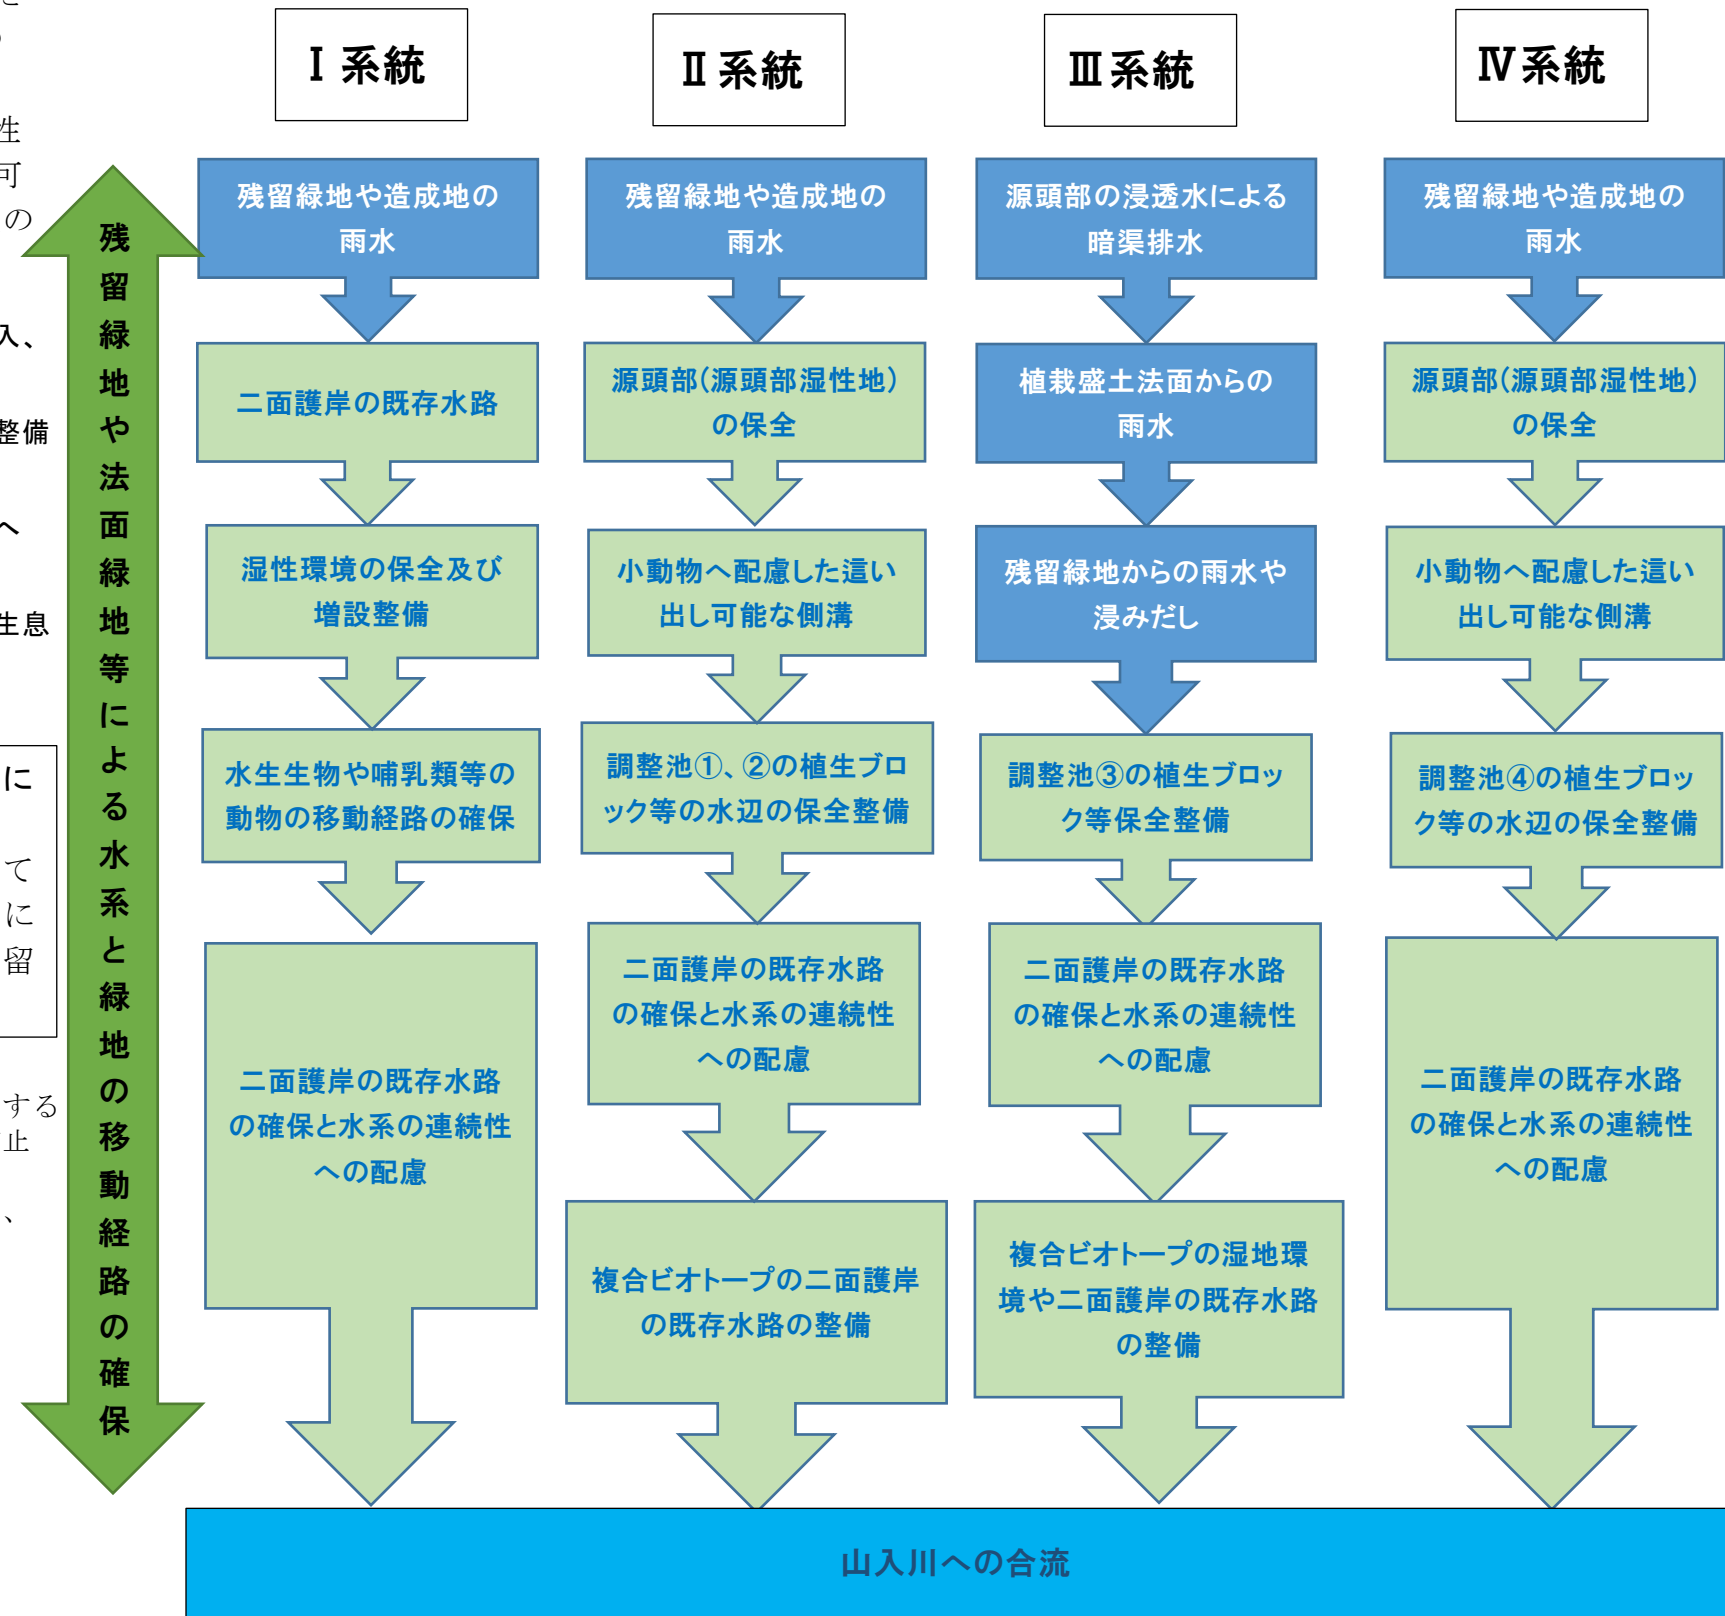 Ⅰ 系統
Ⅱ 系統
Ⅲ系統
Ⅳ系統
残留緑地や法面緑地等による水系と緑地の移動経路の確保
残留緑地や造成地の
雨水
二面護岸の既存水路
湿性環境の保全及び
増設整備
水生生物や哺乳類等の
動物の移動経路の確保
二面護岸の既存水路
の確保と水系の連続性
への配慮
残留緑地や造成地の
雨水
源頭部(源頭部湿性地)
の保全
小動物へ配慮した這い
出し可能な側溝
調整池①、②の植生ブロ
ック等の水辺の保全整備
二面護岸の既存水路
の確保と水系の連続性
への配慮
複合ビオトープの二面護岸
の既存水路の整備
源頭部の浸透水による
暗渠排水
植栽盛土法面からの
雨水
残留緑地からの雨水や
浸みだし
調整池③の植生ブロッ
ク等保全整備
二面護岸の既存水路
の確保と水系の連続性
への配慮
複合ビオトープの湿地環
境や二面護岸の既存水路
の整備
残留緑地や造成地の
雨水
源頭部(源頭部湿性地)
の保全
小動物へ配慮した這い
出し可能な側溝
調整池④の植生ブロッ
ク等の水辺の保全整備
二面護岸の既存水路
の確保と水系の連続性
への配慮
山入川への合流
性
可
の
入、
整備
へ
生息
に
て
に
留
する
止
、